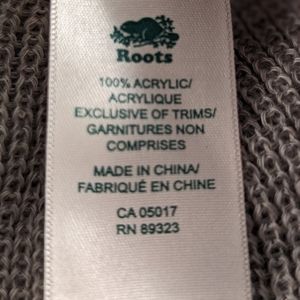 Roots
100% ACRYLIC/
ACRYLIQUE
EXCLUSIVE OF TRIMS/
GARNITURES NON
COMPRISES
MADE IN CHINA/
FABRIQUÉ EN CHINE
CA 05017
RN 89323